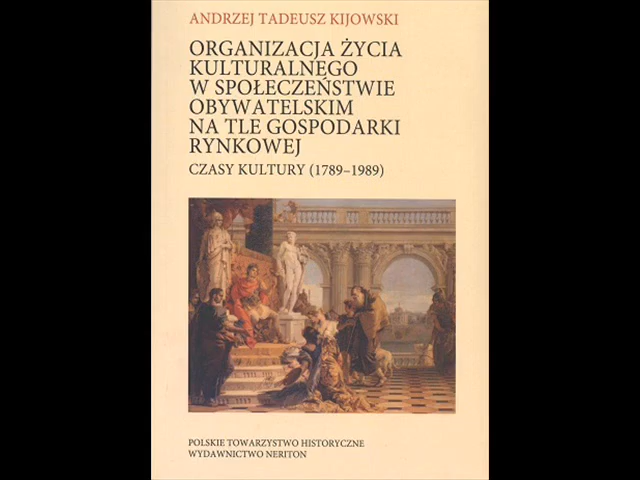 ANDRZEJ TADEUSZ KIJOWSKI
ORGANIZACJA ŻYCIA
KULTURALNEGO
W SPOŁECZEŃSTWIE
OBYWATELSKIM
NA TLE GOSPODARKI
RYNKOWEJ
CZASY KULTURY (1789–1989)
POLSKIE TOWARZYSTWO HISTORYCZNE
WYDAWNICTWO NERITON